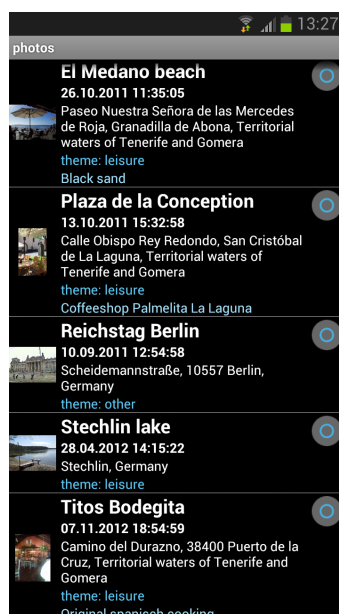 13:27
photos
El Medano beach
26.10.2011 11:35:05
Paseo Nuestra Señora de las Mercedes
de Roja, Granadilla de Abona, Territorial
waters of Tenerife and Gomera
theme: leisure
Black sand
Plaza de la Conception
13.10.2011 15:32:58
Calle Obispo Rey Redondo, San Cristóbal
de La Laguna, Territorial waters of
Tenerife and Gomera
theme: leisure
Coffeeshop Palmelita La Laguna
Reichstag Berlin
10.09.2011 12:54:58
Scheidemannstraße, 10557 Berlin,
Germany
theme: other
Stechlin lake
28.04.2012 14:15:22
Stechlin, Germany
theme: leisure
Titos Bodegita
07.11.2012 18:54:59
Camino del Durazno, 38400 Puerto de la
Cruz, Territorial waters of Tenerife and
Gomera
theme: leisure
Original spanisch cooking